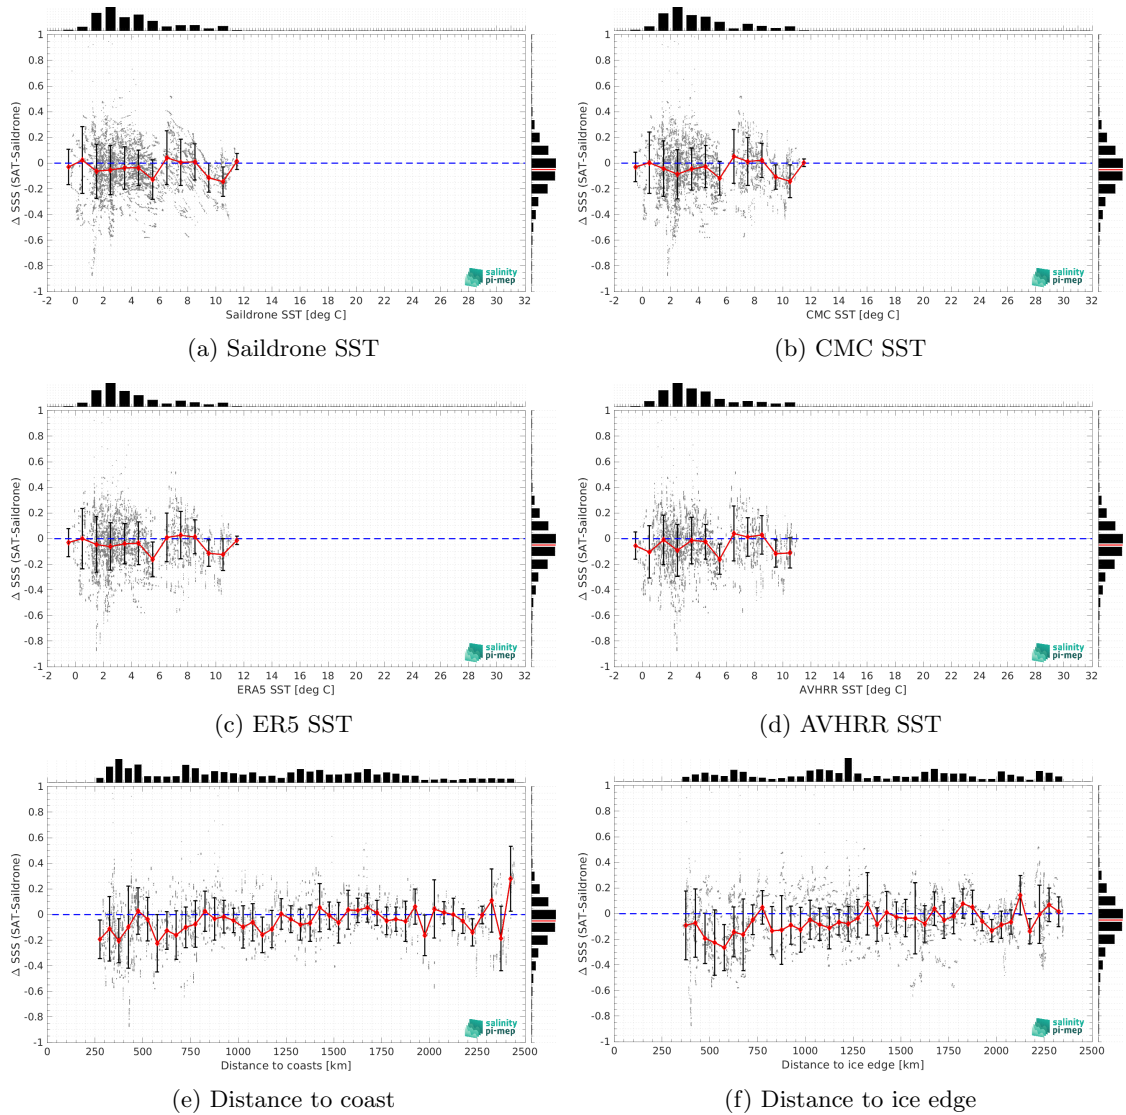 1
0.8
0.6
0.4
0.2
0
-0.2
-0.4
-0.6
-0.8
-1
Δ SSS (SAT-Saildrone)
salinity
pi-mep
-2 0 2 4 6 8 10 12 14 16 18 20 22 24 26 28 30 32
Saildrone SST [deg C]
(a) Saildrone SST
1
0.8
0.6
0.4
0.2
0
-0.2
-0.4
-0.6
-0.8
-1
Δ SSS (SAT-Saildrone)
salinity
pi-mep
-2 0 2 4 6 8 10 12 14 16 18 20 22 24 26 28 30 32
CMC SST [deg C]
(b) CMC SST
1
0.8
0.6
0.4
0.2
0
-0.2
-0.4
-0.6
-0.8
-1
Δ SSS (SAT-Saildrone)
salinity
pi-mep
-2 0 2 4 6 8 10 12 14 16 18 20 22 24 26 28 30 32
ERA5 SST [deg C]
(c) ER5 SST
1
0.8
0.6
0.4
0.2
0
-0.2
-0.4
-0.6
-0.8
-1
Δ SSS (SAT-Saildrone)
salinity
pi-mep
-2 0 2 4 6 8 10 12 14 16 18 20 22 24 26 28 30 32
AVHRR SST [deg C]
(d) AVHRR SST
1
0.8
0.6
0.4
0.2
0
-0.2
-0.4
-0.6
-0.8
-1
Δ SSS (SAT-Saildrone)
salinity
pi-mep
0 250 500 750 1000 1250 1500 1750 2000 2250 2500
Distance to coasts [km]
(e) Distance to coast
1
0.8
0.6
0.4
0.2
0
-0.2
-0.4
-0.6
-0.8
-1
Δ SSS (SAT-Saildrone)
salinity
pi-mep
0 250 500 750 1000 1250 1500 1750 2000 2250 2500
Distance to ice edge [km]
(f) Distance to ice edge